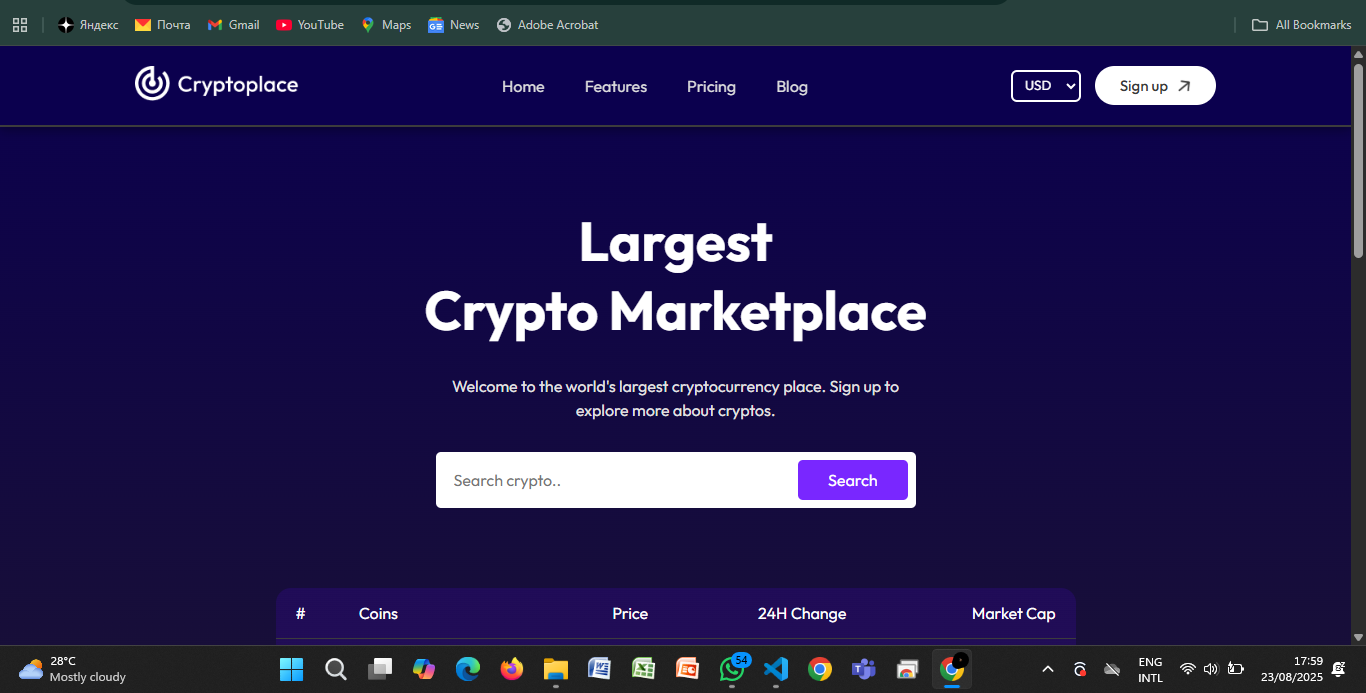 Яндекс
Почта
Gmail
YouTube
Maps
News
Adobe Acrobat
All Bookmarks
Cryptoplace
Home
Features
Pricing
Blog
USD
Sign up
Largest
Crypto Marketplace
Welcome to the world's largest cryptocurrency place. Sign up to
explore more about cryptos.
Search crypto..
Search
# Coins Price 24H Change Market Cap
28°C
Mostly cloudy
54
ENG
INTL
17:59
23/08/2025